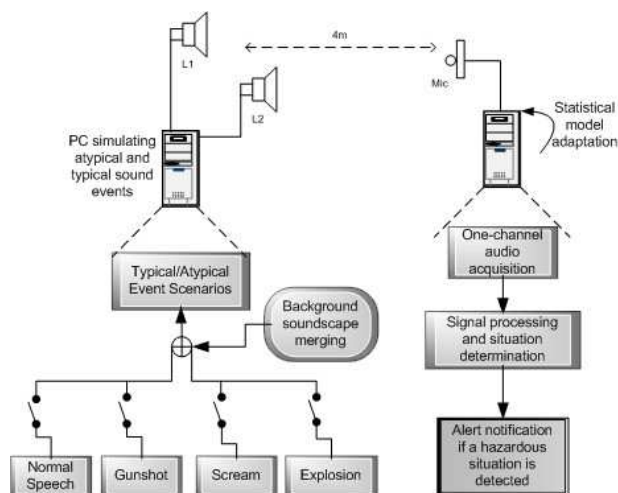 L1
4m
Mic
L2
PC simulating
atypical and
typical sound
events
Statistical
model
adaptation
Typical/Atypical
Event Scenarios
Background
soundscape
merging
One-channel
audio
acquisition
Signal processing
and situation
determination
Alert notification
if a hazardous
situation is
detected
Normal
Speech
Gunshot
Scream
Explosion